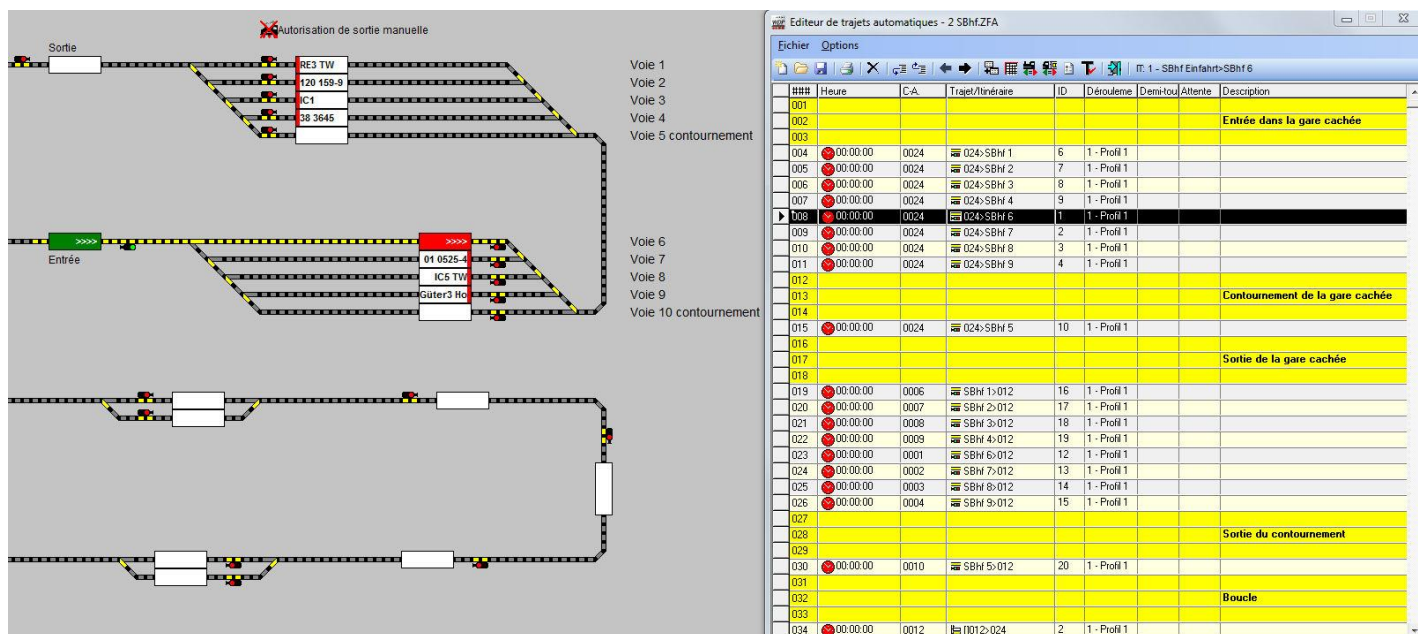 Autorisation de sortie manuelle
Sortie
RE3 TW
Voie 1
120 159-9
Voie 2
IC1
Voie 3
38 3645
Voie 4
Voie 5 contournement
>>>>
>>>>
Voie 6
Entrée
01 0525-4
Voie 7
IC5 TW
Voie 8
Güter3 Ho
Voie 9
Voie 10 contournement
Editeur de trajets automatiques - 2 SBhf.ZFA
Fichier Options
IT: 1 - SBhf Einfahrt>SBhf 6
### Heure C-A. Trajet/Itinéraire ID Dérouleme Demi-tou Attente Description
001
002 Entrée dans la gare cachée
003
004 00:00:00 0024 024>SBhf 1 6 1 - Profil 1
005 00:00:00 0024 024>SBhf 2 7 1 - Profil 1
006 00:00:00 0024 024>SBhf 3 8 1 - Profil 1
007 00:00:00 0024 024>SBhf 4 9 1 - Profil 1
008 00:00:00 0024 024>SBhf 6 1 1 - Profil 1
009 00:00:00 0024 024>SBhf 7 2 1 - Profil 1
010 00:00:00 0024 024>SBhf 8 3 1 - Profil 1
011 00:00:00 0024 024>SBhf 9 4 1 - Profil 1
012
013 Contournement de la gare cachée
014
015 00:00:00 0024 024>SBhf 5 10 1 - Profil 1
016
017 Sortie de la gare cachée
018
019 00:00:00 0006 SBhf 1>012 16 1 - Profil 1
020 00:00:00 0007 SBhf 2>012 17 1 - Profil 1
021 00:00:00 0008 SBhf 3>012 18 1 - Profil 1
022 00:00:00 0009 SBhf 4>012 19 1 - Profil 1
023 00:00:00 0001 SBhf 6>012 12 1 - Profil 1
024 00:00:00 0002 SBhf 7>012 13 1 - Profil 1
025 00:00:00 0003 SBhf 8>012 14 1 - Profil 1
026 00:00:00 0004 SBhf 9>012 15 1 - Profil 1
027
028 Sortie du contournement
029
030 00:00:00 0010 SBhf 5>012 20 1 - Profil 1
031
032 Boucle
033
034 00:00:00 0012 []012>024 2 1 - Profil 1